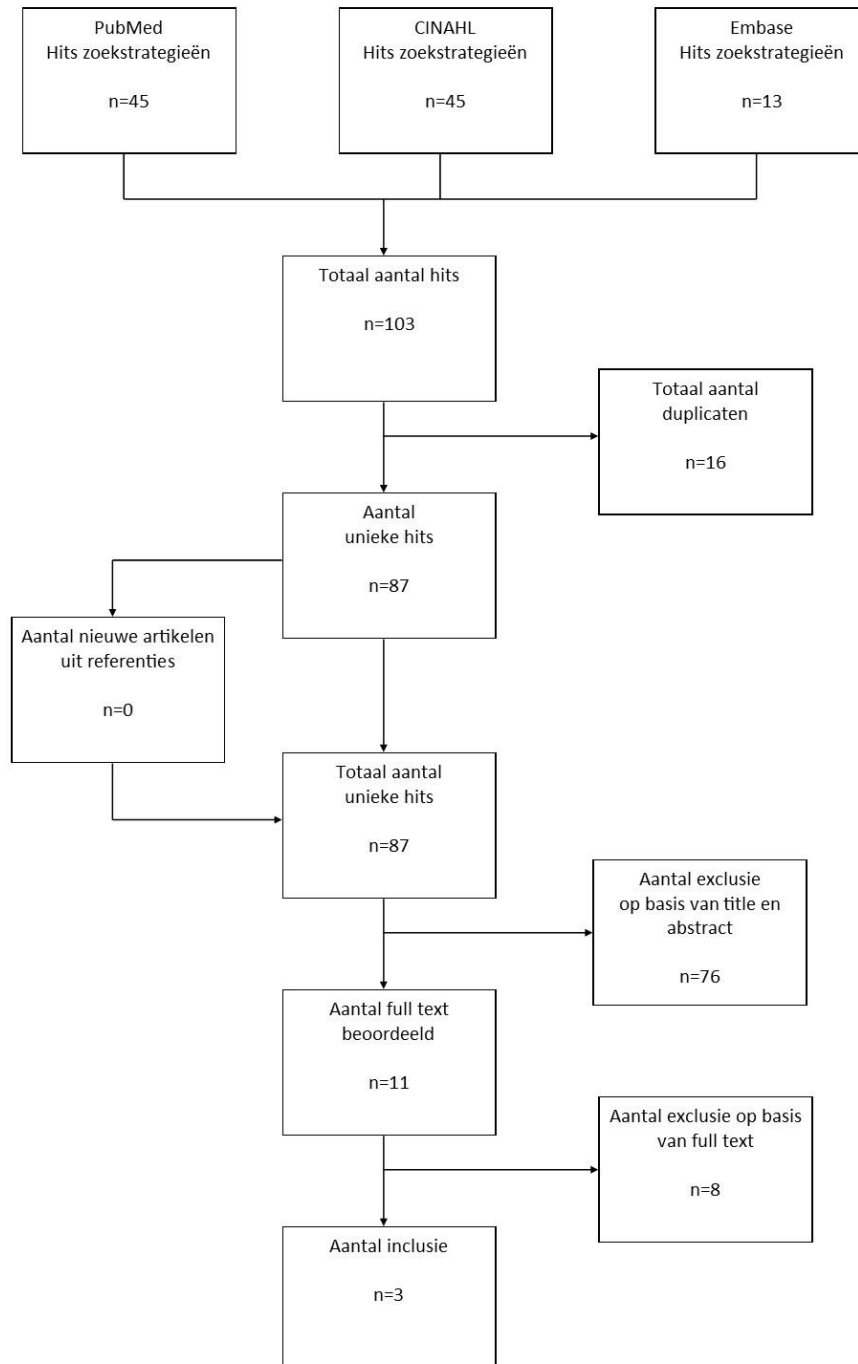 PubMed
Hits zoekstrategieën
n=45
CINAHL
Hits zoekstrategieën
n=45
Embase
Hits zoekstrategieën
n=13
Totaal aantal hits
n=103
Totaal aantal
duplicaten
n=16
Aantal
unieke hits
n=87
Aantal nieuwe artikelen
uit referenties
n=0
Totaal aantal
unieke hits
n=87
Aantal exclusie
op basis van title en
abstract
n=76
Aantal full text
beoordeeld
n=11
Aantal exclusie op basis
van full text
n=8
Aantal inclusie
n=3